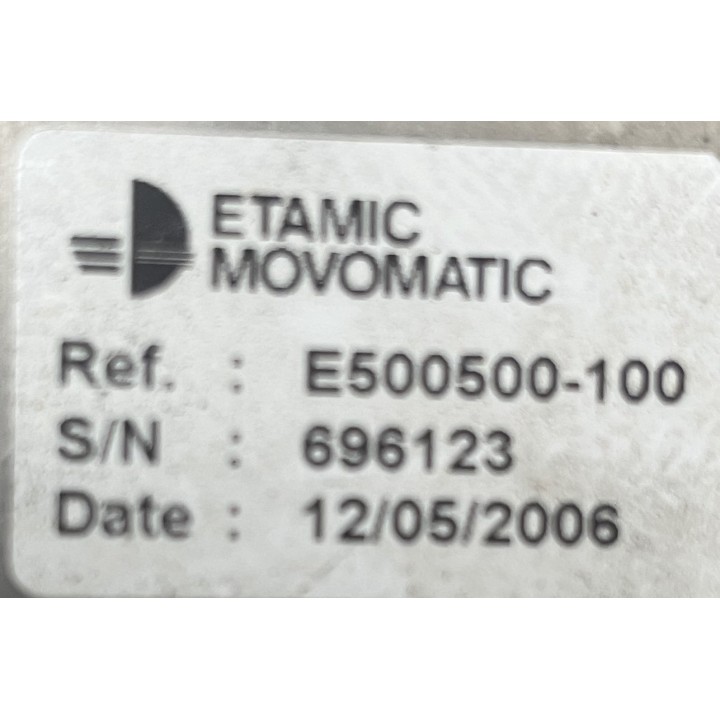 ETAMIC
MOVOMATIC
Ref. : E500500-100
S/N : 696123
Date : 12/05/2006